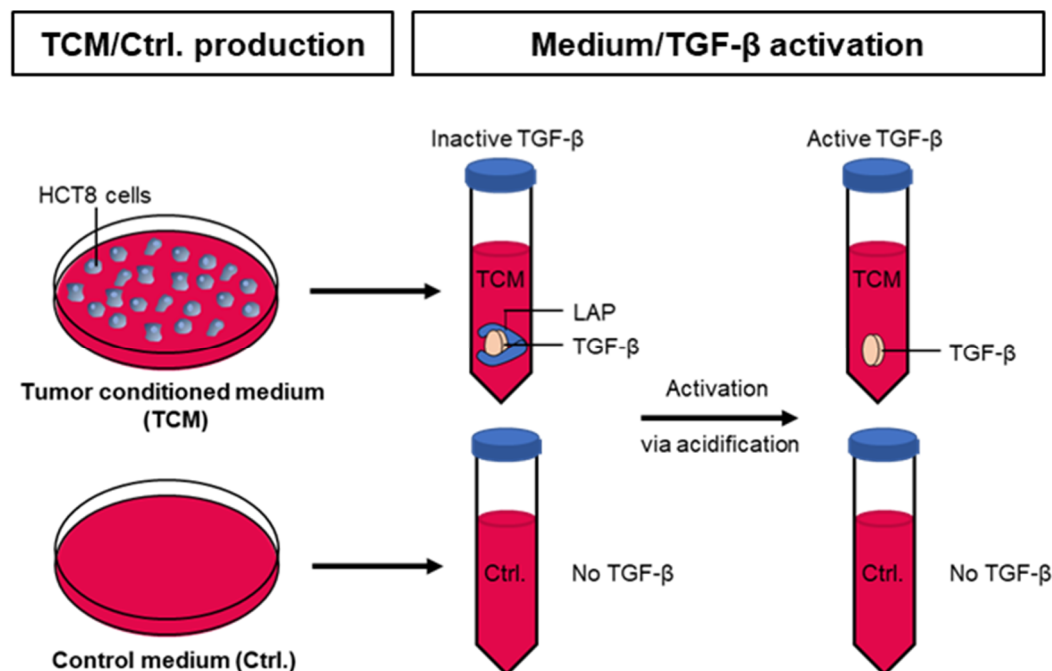 TCM/Ctrl. production
Medium/TGF-β activation
Inactive TGF-β
Active TGF-β
HCT8 cells
TCM
TCM
LAP
TGF-β
TGF-β
Tumor conditioned medium
(TCM)
Activation
via acidification
Ctrl.
No TGF-β
Ctrl.
No TGF-β
Control medium (Ctrl.)